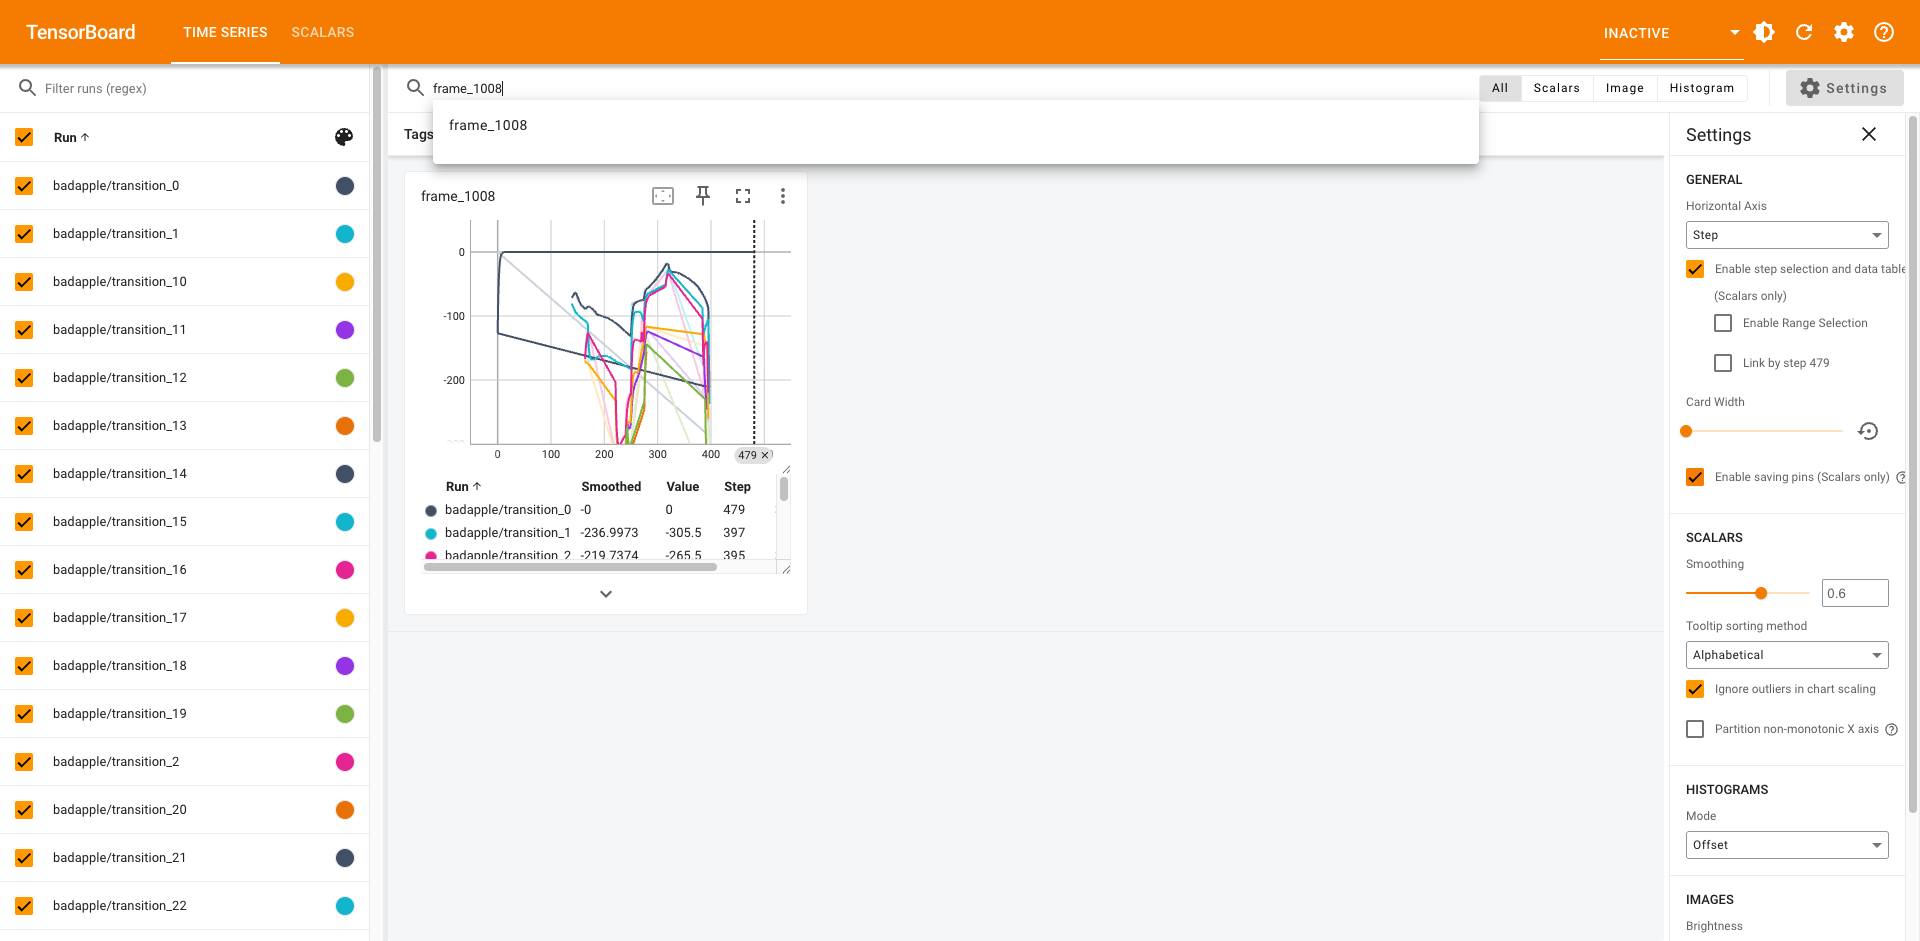 TensorBoard
TIME SERIES
SCALARS
INACTIVE
Filter runs (regex)
frame_1008
All
Scalars
Image
Histogram
Settings
frame_1008
Run
Tags
Settings
badapple/transition_0
badapple/transition_1
badapple/transition_10
badapple/transition_11
badapple/transition_12
badapple/transition_13
badapple/transition_14
badapple/transition_15
badapple/transition_16
badapple/transition_17
badapple/transition_18
badapple/transition_19
badapple/transition_2
badapple/transition_20
badapple/transition_21
badapple/transition_22
frame_1008
0
-100
-200
0 100 200 300 400 479
Run Smoothed Value Step
badapple/transition_0 -0 0 479
badapple/transition_1 -236.9973 -305.5 397
badapple/transition_2 -219.7374 -265.5 395
GENERAL
Horizontal Axis
Step
Enable step selection and data table
(Scalars only)
Enable Range Selection
Link by step 479
Card Width
Enable saving pins (Scalars only)
SCALARS
Smoothing
0.6
Tooltip sorting method
Alphabetical
Ignore outliers in chart scaling
Partition non-monotonic X axis
HISTOGRAMS
Mode
Offset
IMAGES
Brightness